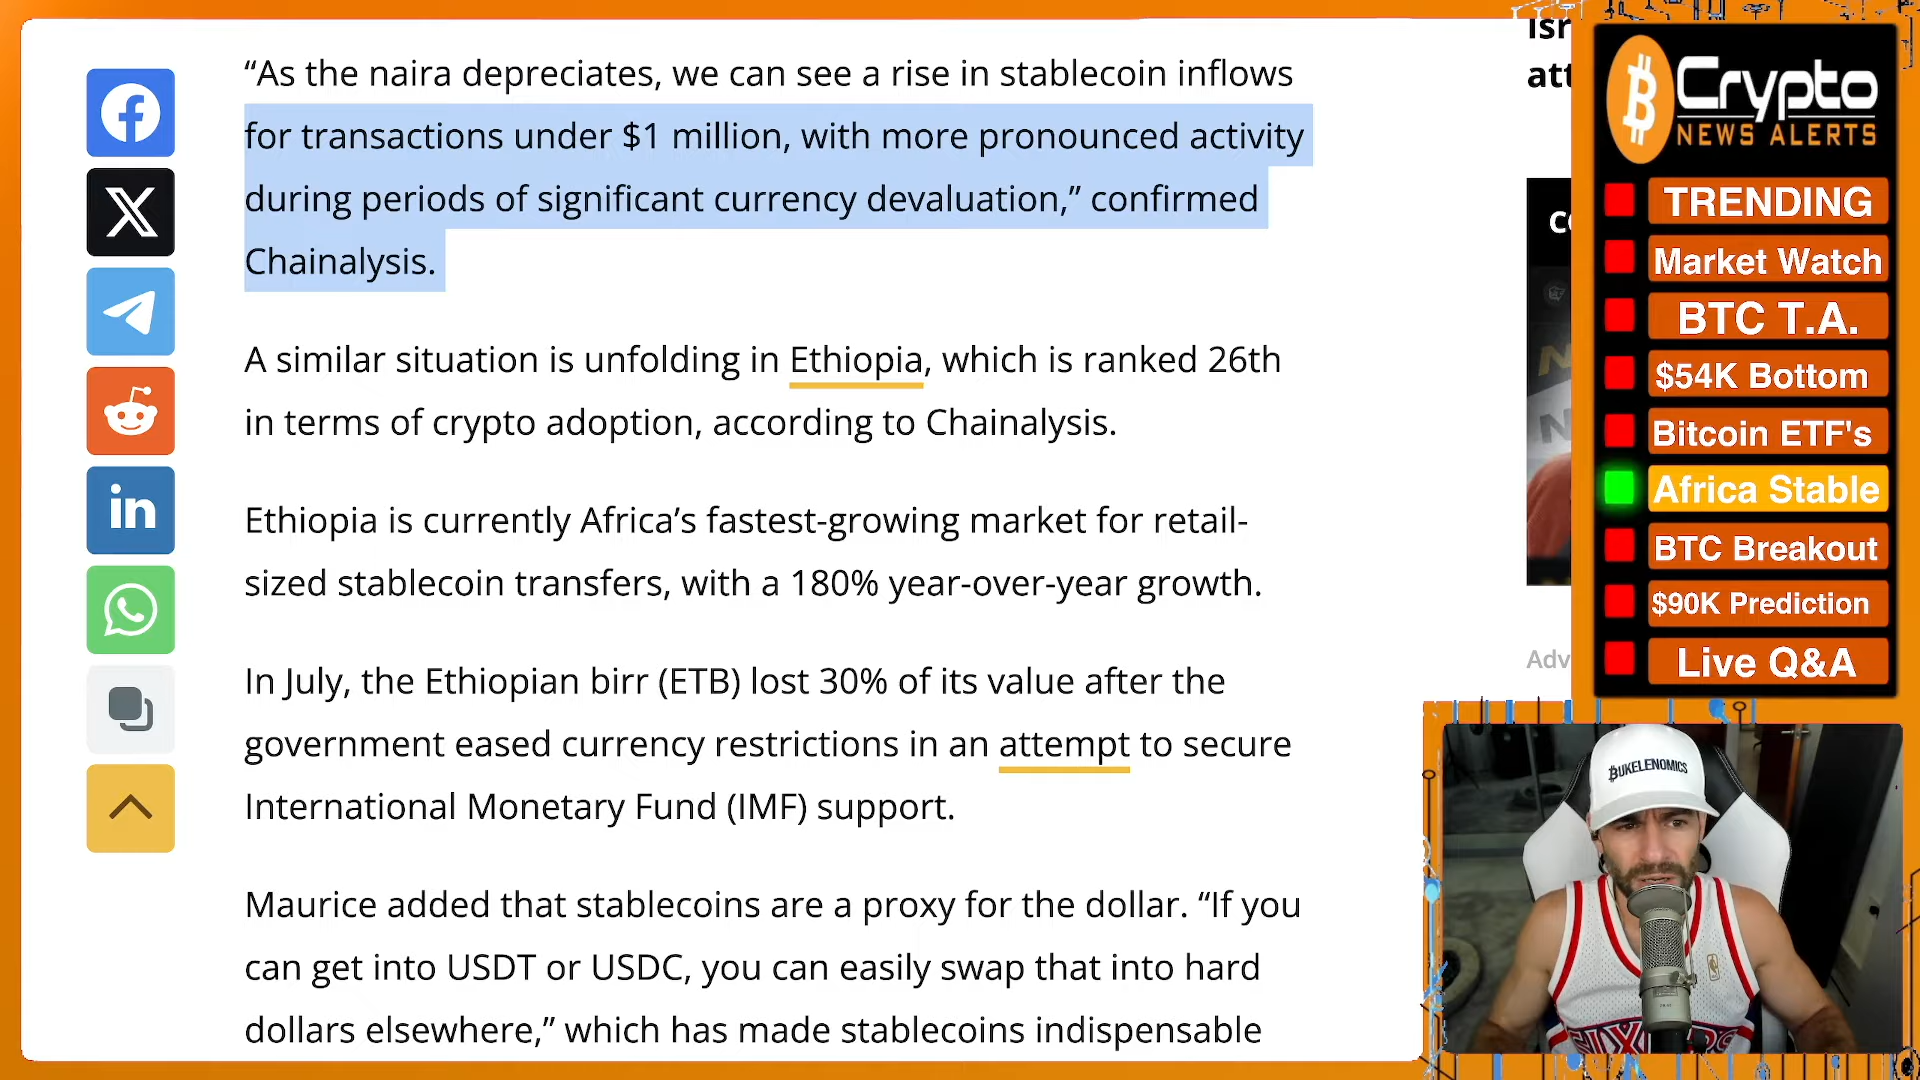 “As the naira depreciates, we can see a rise in stablecoin inflows
for transactions under $1 million, with more pronounced activity
during periods of significant currency devaluation,” confirmed
Chainalysis.
A similar situation is unfolding in Ethiopia, which is ranked 26th
in terms of crypto adoption, according to Chainalysis.
Ethiopia is currently Africa’s fastest-growing market for retail-
sized stablecoin transfers, with a 180% year-over-year growth.
In July, the Ethiopian birr (ETB) lost 30% of its value after the
government eased currency restrictions in an attempt to secure
International Monetary Fund (IMF) support.
Maurice added that stablecoins are a proxy for the dollar. “If you
can get into USDT or USDC, you can easily swap that into hard
dollars elsewhere,” which has made stablecoins indispensable
in
Adv
Crypto
NEWS ALERTS
TRENDING
Market Watch
BTC T.A.
$54K Bottom
Bitcoin ETF's
Africa Stable
BTC Breakout
$90K Prediction
Live Q&A
BUKELENOMICS